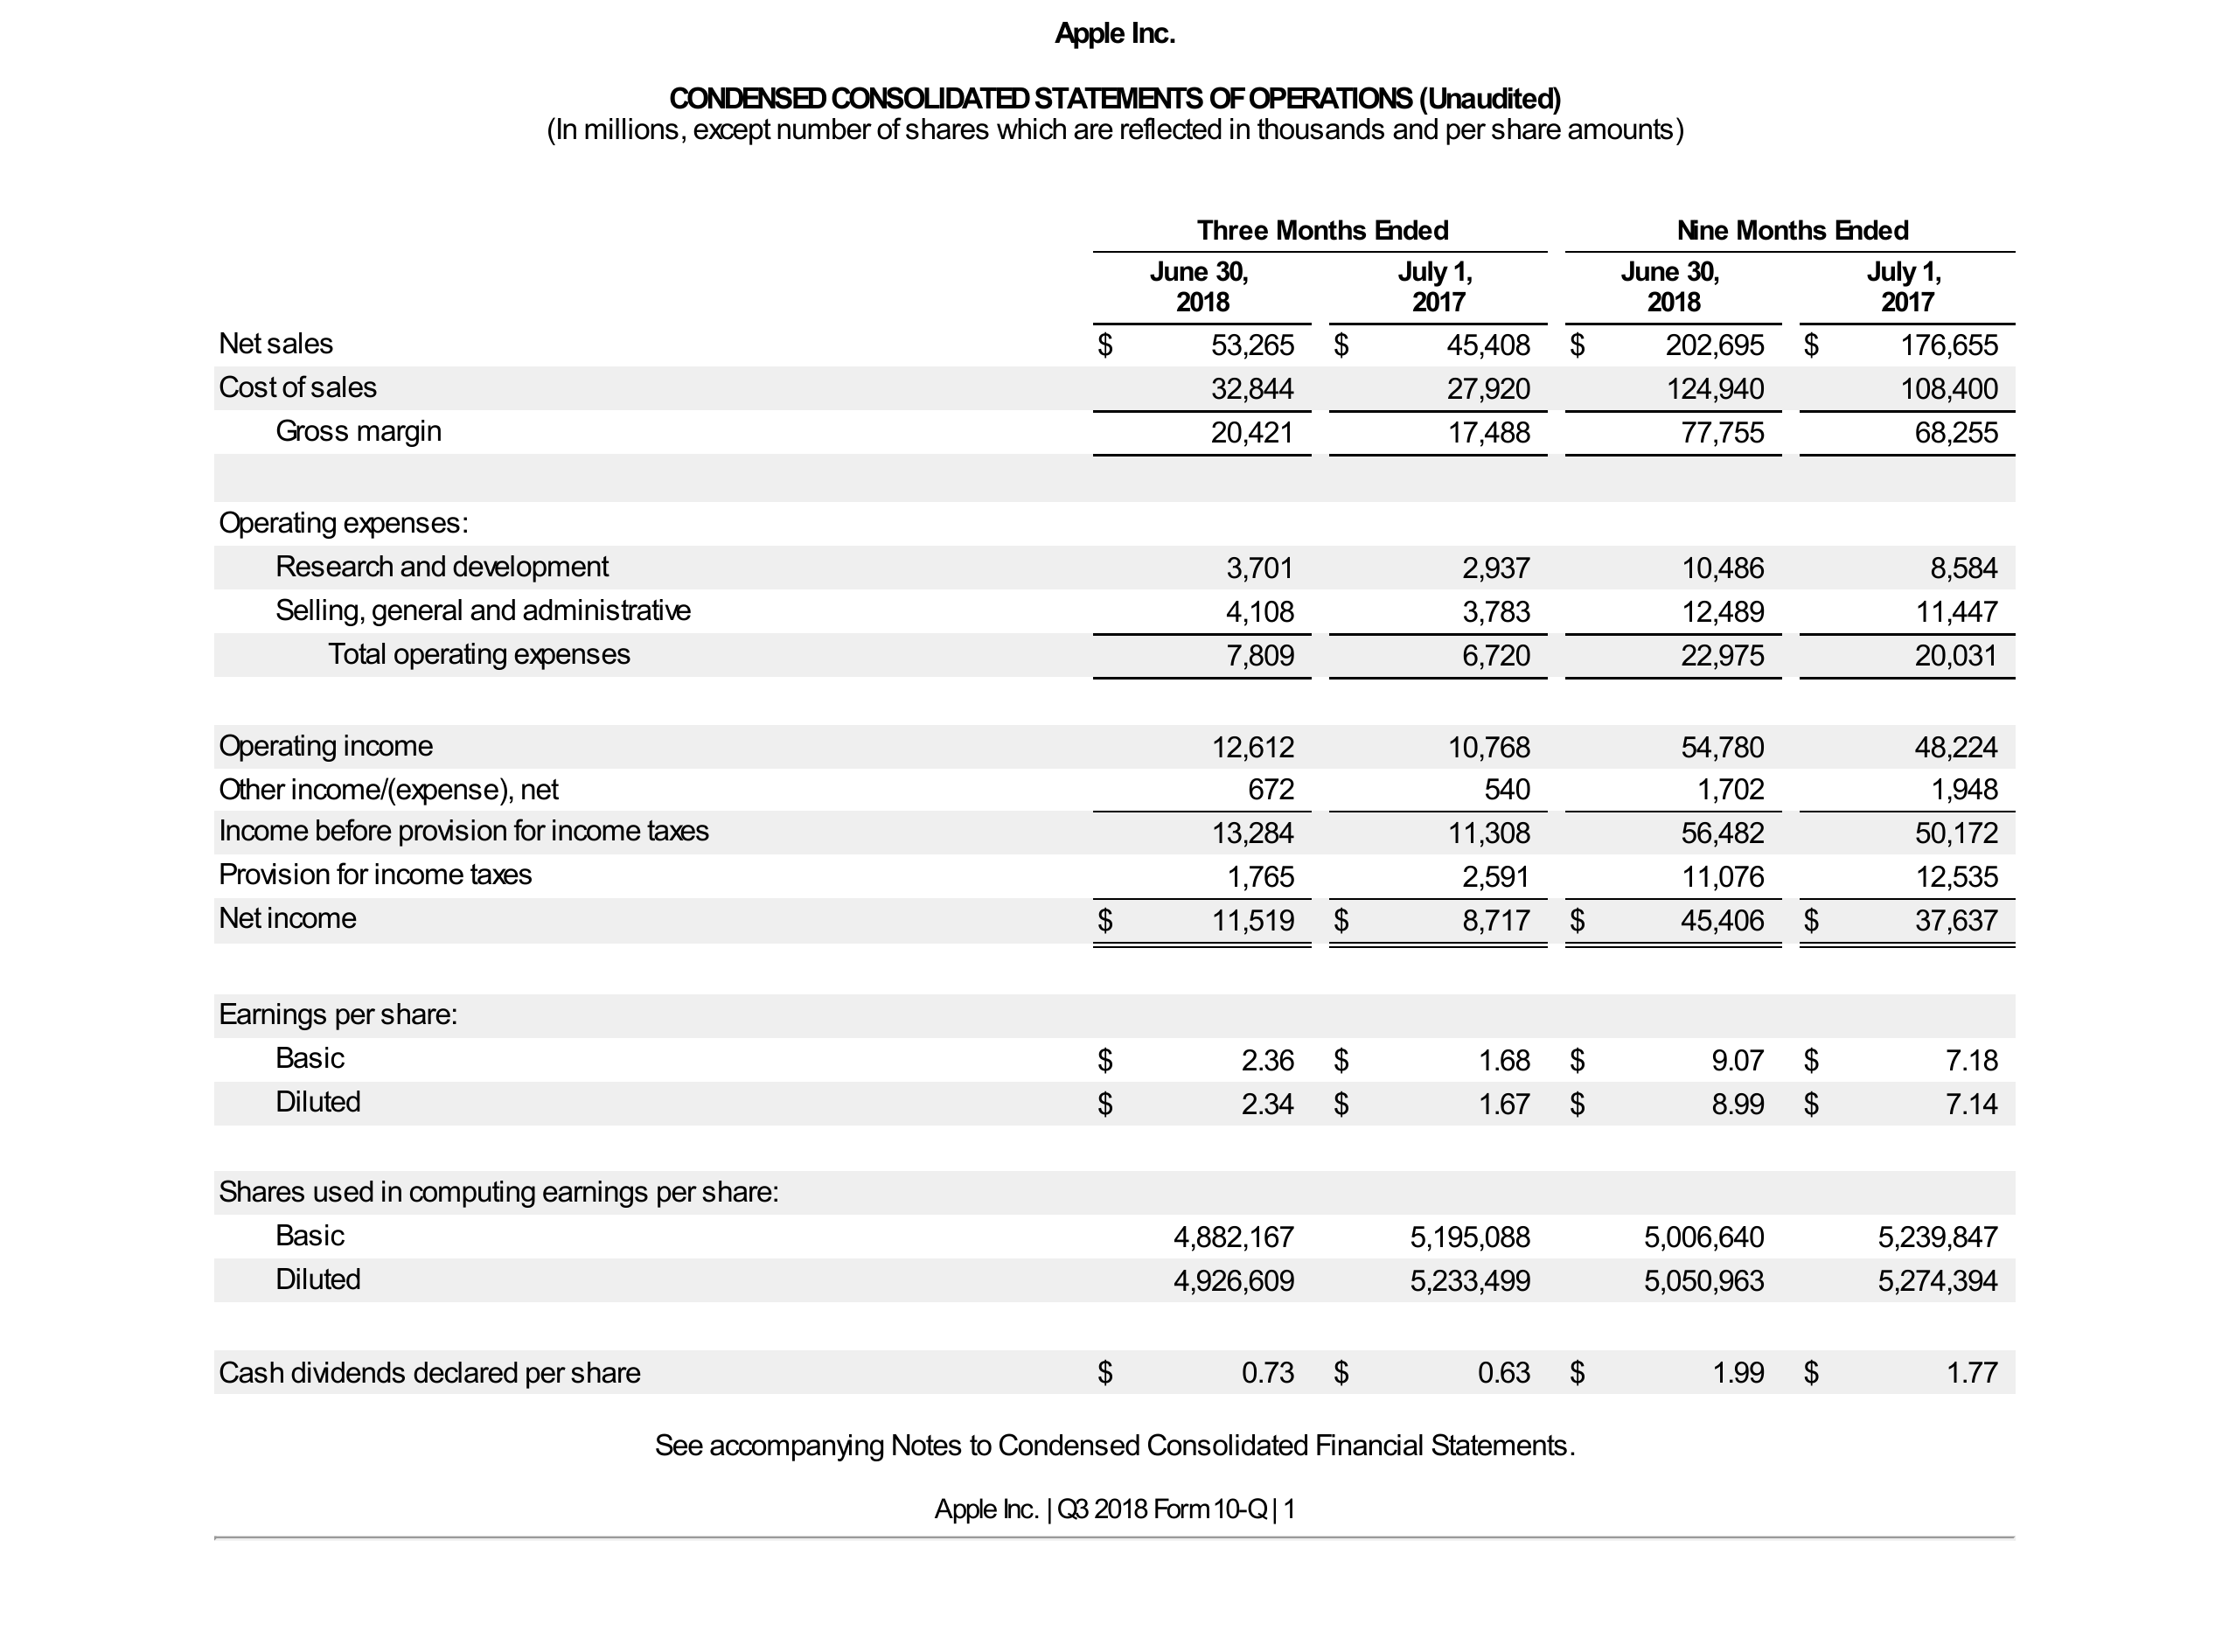 Apple Inc.
CONDENSED CONSOLIDATED STATEMENTS OF OPERATIONS (Unaudited)
(In millions, except number of shares which are reflected in thousands and per share amounts)
Three Months Ended Nine Months Ended
June 30, July 1, June 30, July 1,
2018 2017 2018 2017
Net sales $ 53,265 $ 45,408 $ 202,695 $ 176,655
Cost of sales 32,844 27,920 124,940 108,400
Gross margin 20,421 17,488 77,755 68,255
Operating expenses:
Research and development 3,701 2,937 10,486 8,584
Selling, general and administrative 4,108 3,783 12,489 11,447
Total operating expenses 7,809 6,720 22,975 20,031
Operating income 12,612 10,768 54,780 48,224
Other income/(expense), net 672 540 1,702 1,948
Income before provision for income taxes 13,284 11,308 56,482 50,172
Provision for income taxes 1,765 2,591 11,076 12,535
Net income $ 11,519 $ 8,717 $ 45,406 $ 37,637
Earnings per share:
Basic $ 2.36 $ 1.68 $ 9.07 $ 7.18
Diluted $ 2.34 $ 1.67 $ 8.99 $ 7.14
Shares used in computing earnings per share:
Basic 4,882,167 5,195,088 5,006,640 5,239,847
Diluted 4,926,609 5,233,499 5,050,963 5,274,394
Cash dividends declared per share $ 0.73 $ 0.63 $ 1.99 $ 1.77
See accompanying Notes to Condensed Consolidated Financial Statements.
Apple Inc. | Q3 2018 Form 10-Q | 1